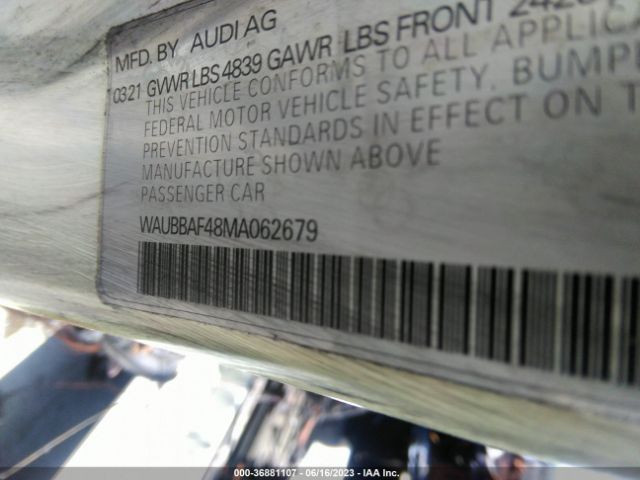 MFD. BY AUDI AG
0321 GVWR LBS 4839 GAWR LBS FRONT
THIS VEHICLE CONFORMS TO ALL APPLICA
FEDERAL MOTOR VEHICLE SAFETY. BUMPE
PREVENTION STANDARDS IN EFFECT ON T
MANUFACTURE SHOWN ABOVE
PASSENGER CAR
WAUBBAF48MA062679
000-36881107 - 06/16/2023 - IAA Inc.